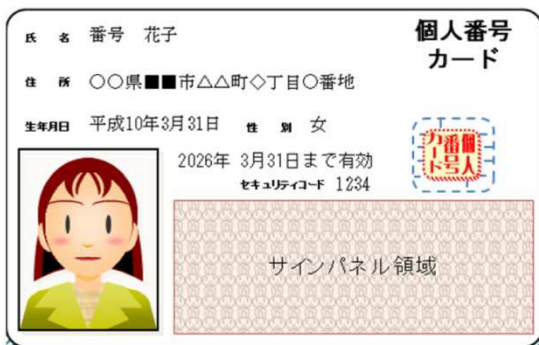 氏 名 番号 花子
個人番号
カード
住 所 ○○県■■市△△町◇丁目○番地
生年月日 平成10年3月31日 性 別 女
2026年 3月31日まで有効
セキュリティコード 1234
個人
番号
カード
サインパネル領域